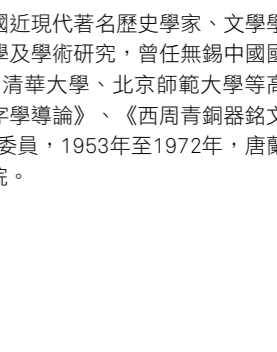 國近現代著名歷史學家、文學學
學及學術研究，曾任無錫中國國
清華大學、北京師範大學等高
字學導論》、《西周青銅器銘文
委員，1953年至1972年，唐蘭
院。